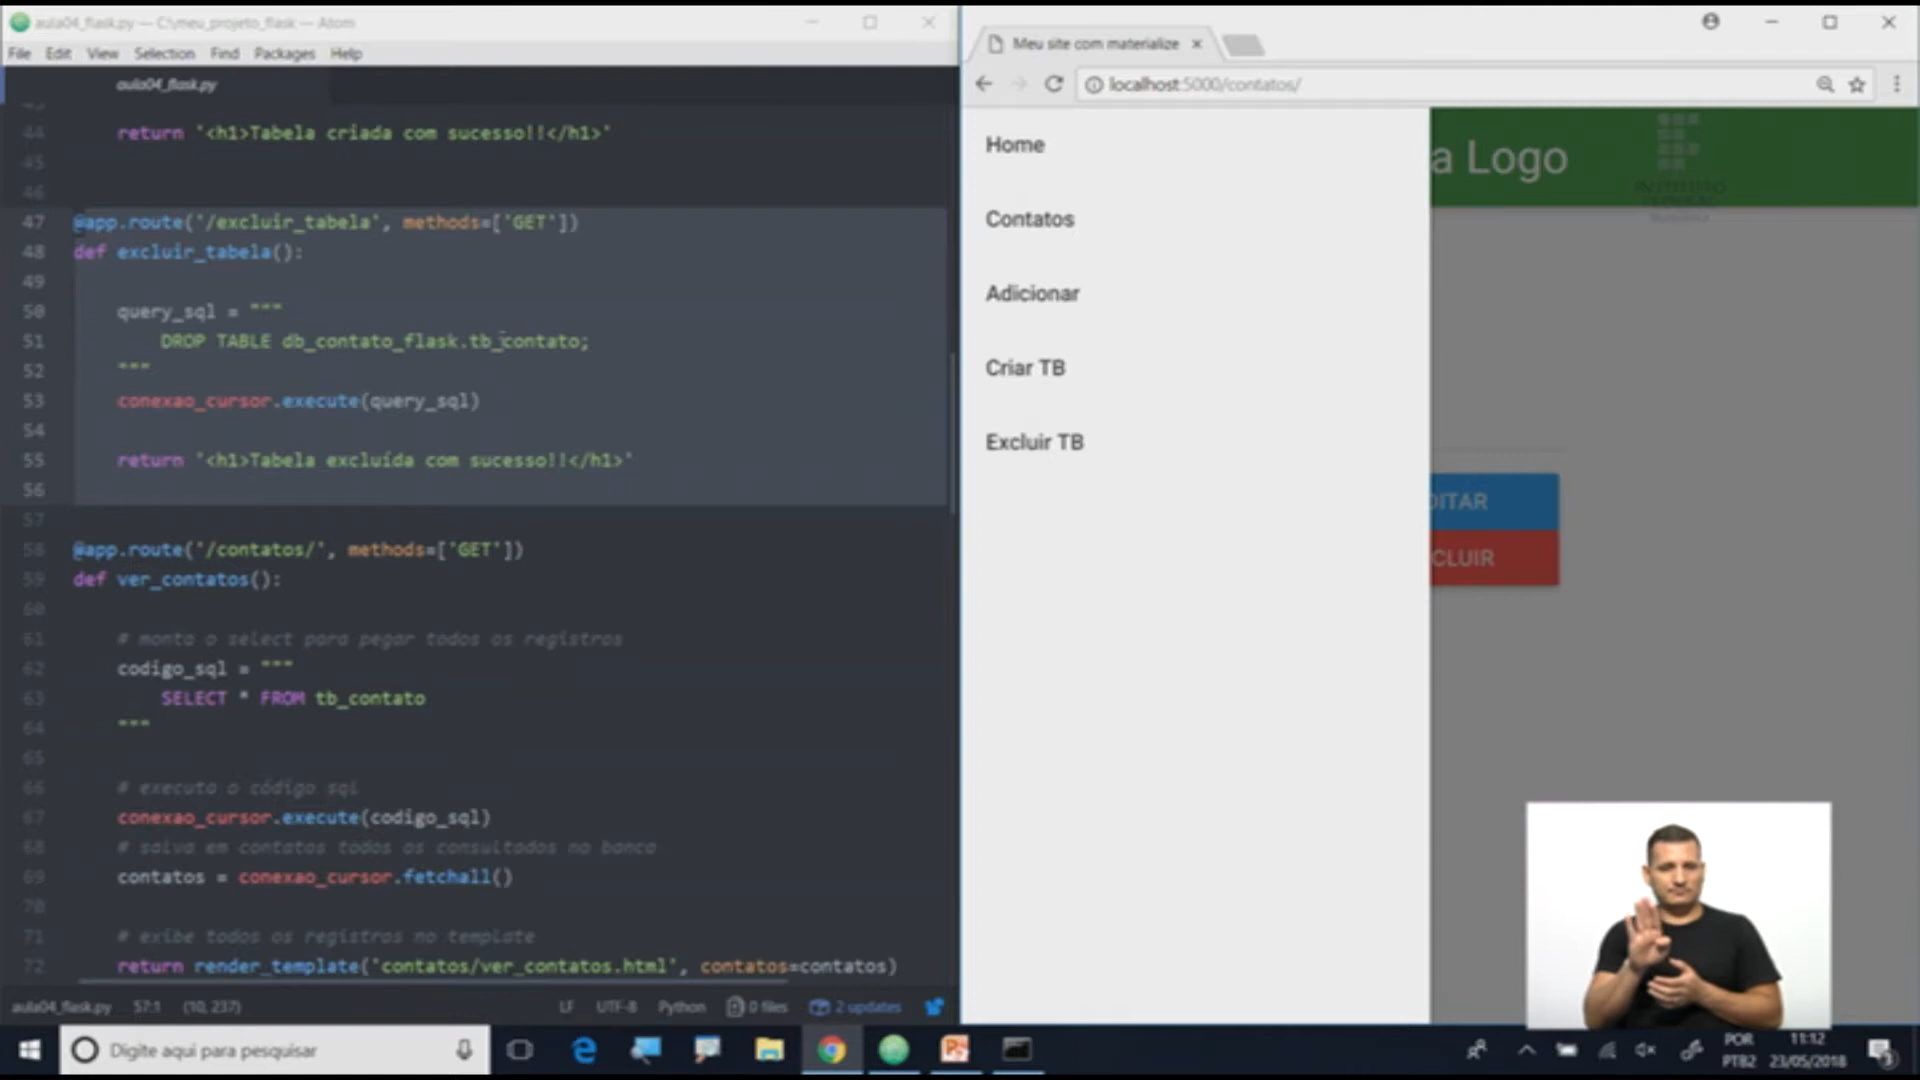 aula04_flask.py — C:\meu_projeto_flask — Atom
File Edit View Selection Find Packages Help
aula04_flask.py
44 return '<h1>Tabela criada com sucesso!!</h1>'
45
46
47 @app.route('/excluir_tabela', methods=['GET'])
48 def excluir_tabela():
49
50 query_sql = """
51 DROP TABLE db_contato_flask.tb_contato;
52 """
53 conexao_cursor.execute(query_sql)
54
55 return '<h1>Tabela excluída com sucesso!!</h1>'
56
57
58 @app.route('/contatos/', methods=['GET'])
59 def ver_contatos():
60
61 # monta o select para pegar todos os registros
62 codigo_sql = """
63 SELECT * FROM tb_contato
64 """
65
66 # executa o código sql
67 conexao_cursor.execute(codigo_sql)
68 # salva em contatos todos os consultados no banco
69 contatos = conexao_cursor.fetchall()
70
71 # exibe todos os registros no template
72 return render_template('contatos/ver_contatos.html', contatos=contatos)
aula04_flask.py 57:1 (10, 237) LF UTF-8 Python 0 files 2 updates
Meu site com materialize
localhost:5000/contatos/
Home
Contatos
Adicionar
Criar TB
Excluir TB
a Logo
DITAR
CLUIR
Digite aqui para pesquisar
POR
PTB2
11:12
23/05/2018
3